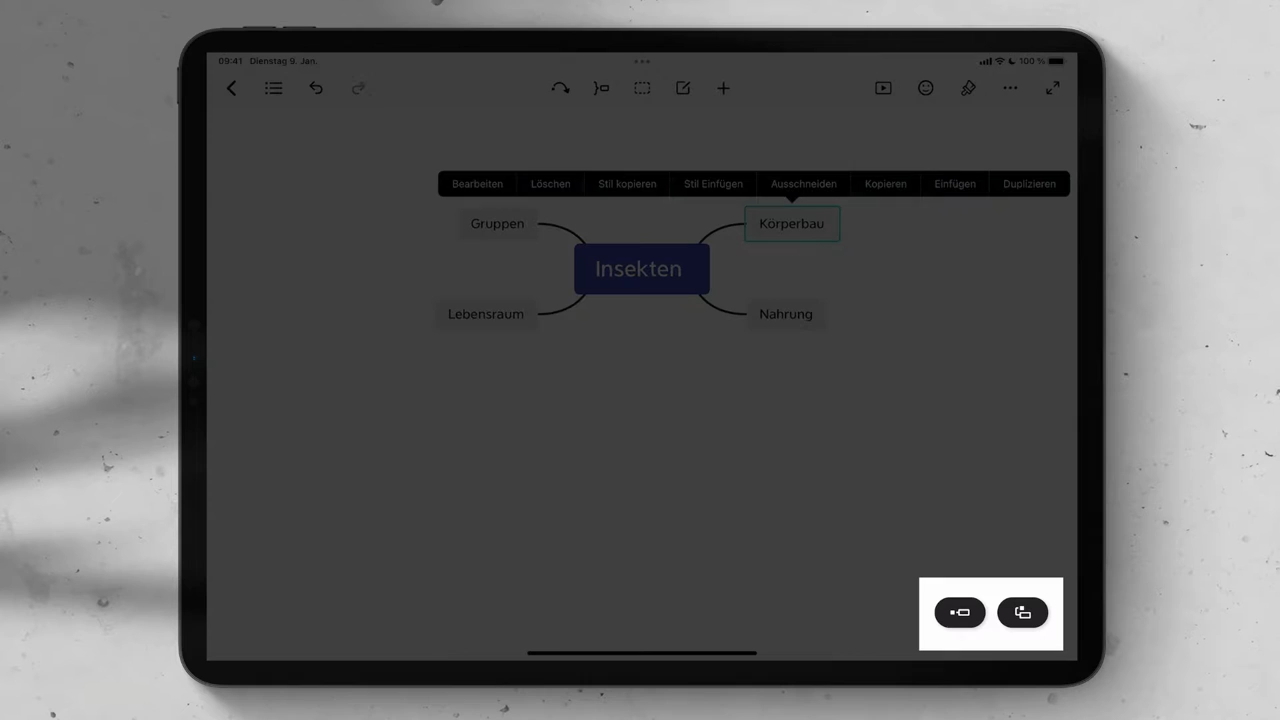 09:41 Dienstag 9. Jan.
100 %
Bearbeiten Löschen Stil kopieren Stil Einfügen Ausschneiden Kopieren Einfügen Duplizieren
Gruppen
Körperbau
Insekten
Lebensraum
Nahrung